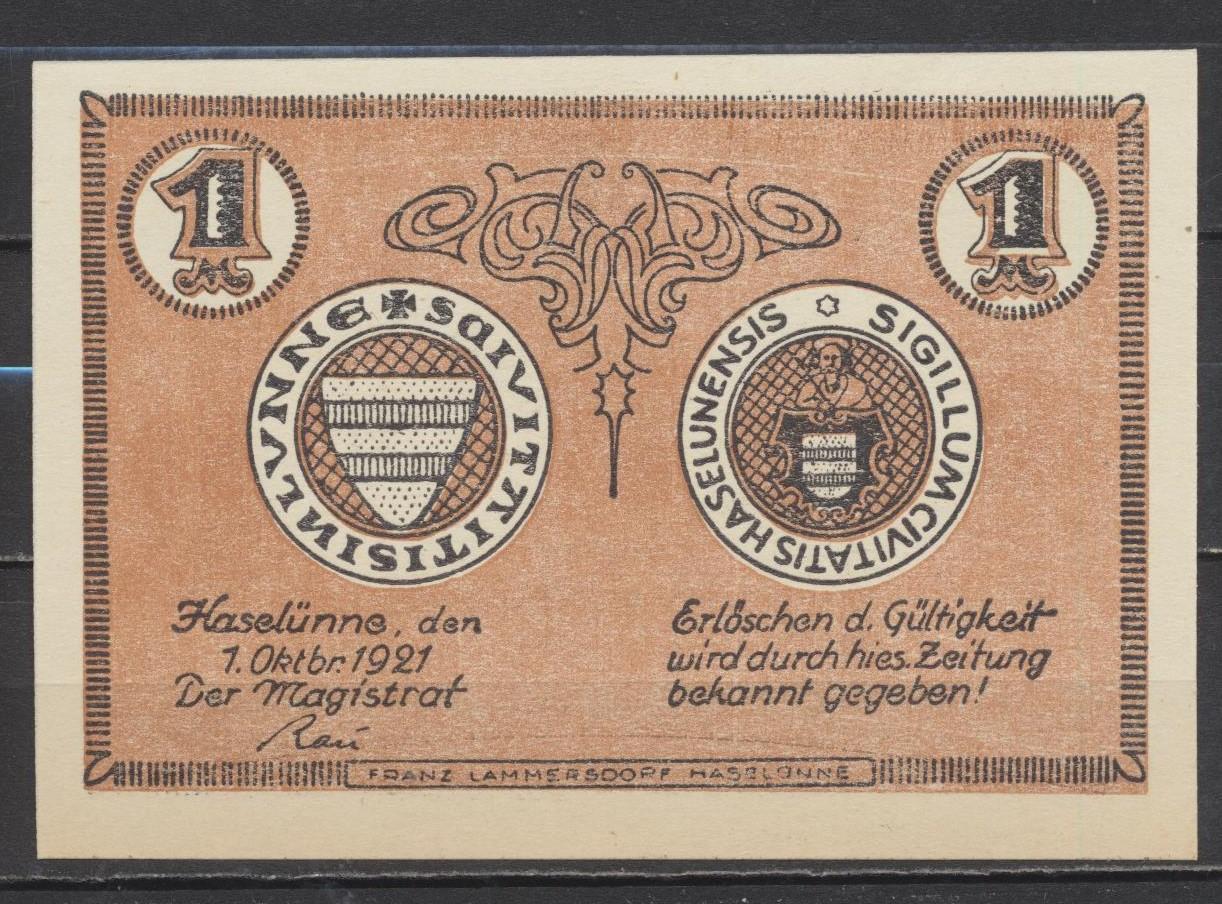 1 M
1 M
SIGILLUM CIVITATIS HASELUNENSIS
Haselünne, den
1. Oktbr. 1921
Der Magistrat
Rau
Erlöschen d. Gültigkeit
wird durch hies. Zeitung
bekannt gegeben!
FRANZ LAMMERSDORF HASELÜNNE